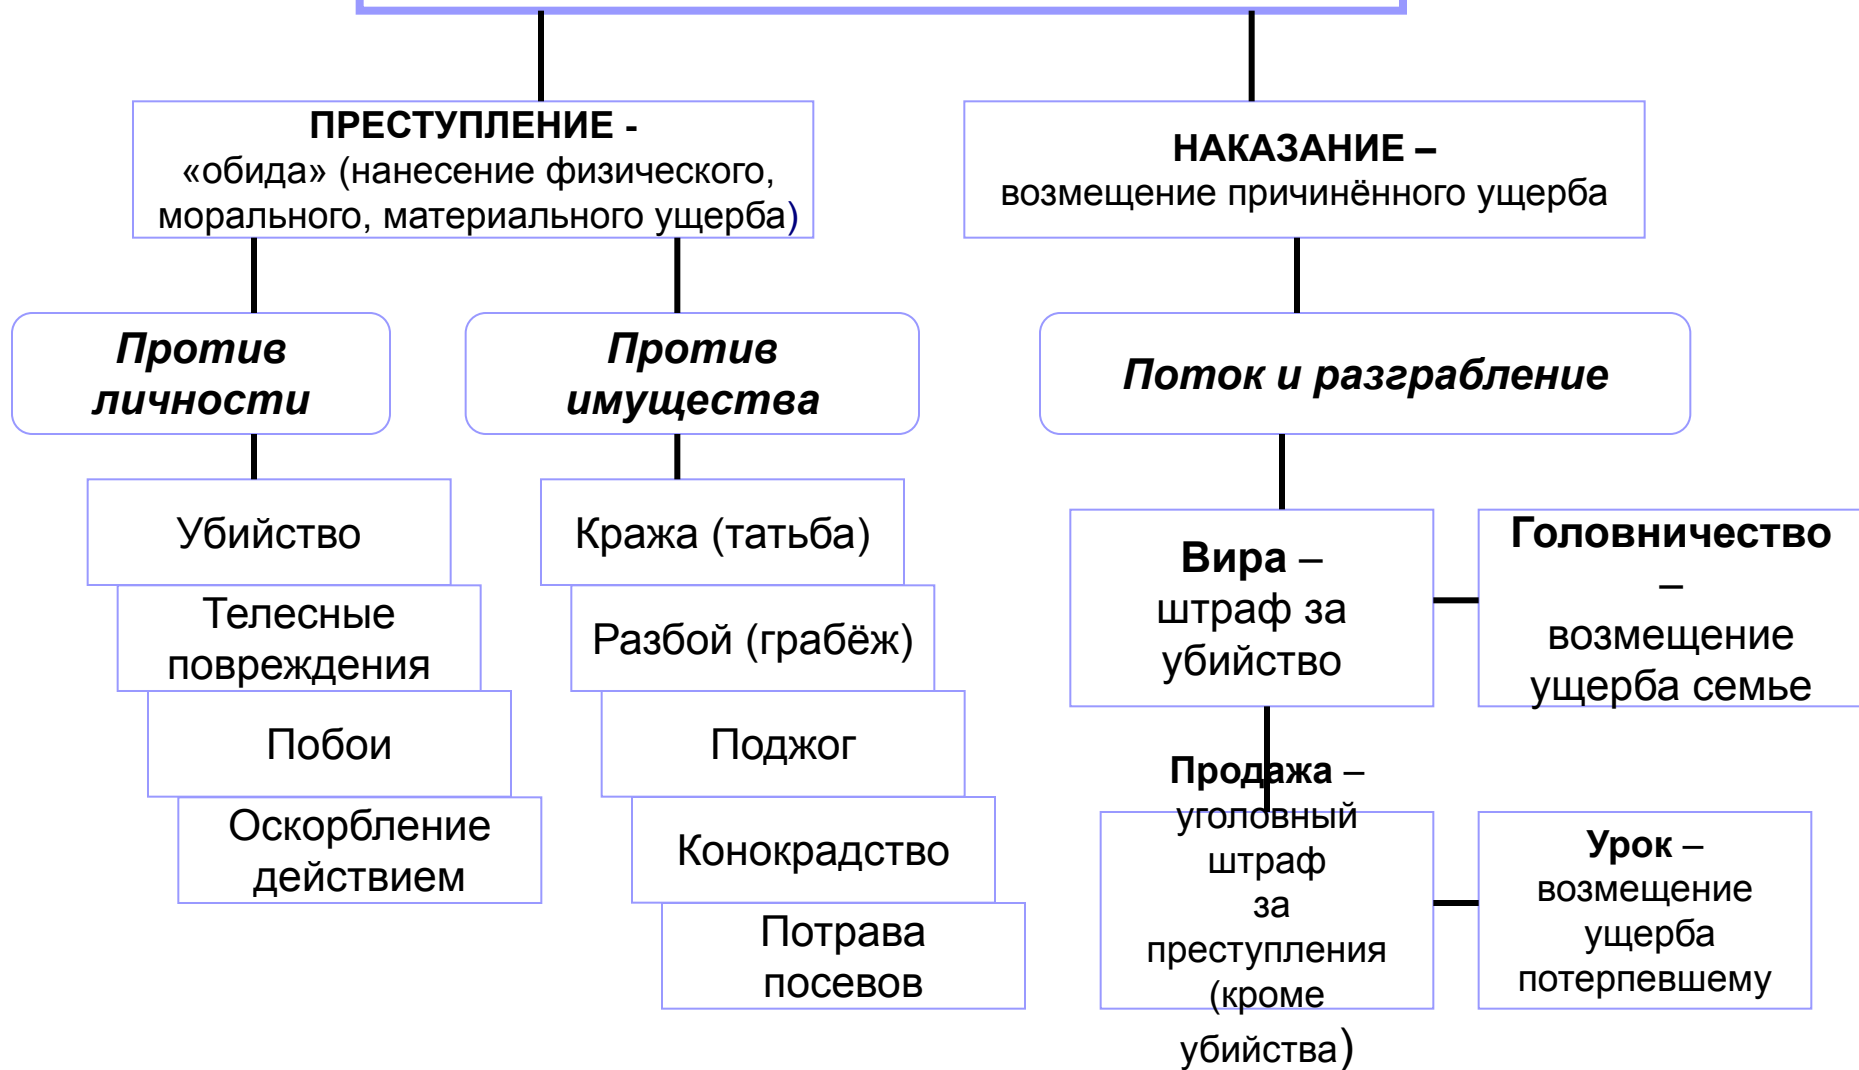 ПРЕСТУПЛЕНИЕ -
«обида» (нанесение физического,
морального, материального ущерба)
НАКАЗАНИЕ –
возмещение причинённого ущерба
Против
личности
Против
имущества
Поток и разграбление
Убийство
Телесные
повреждения
Побои
Оскорбление
действием
Кража (татьба)
Разбой (грабёж)
Поджог
Конокрадство
Потрава
посевов
Вира –
штраф за
убийство
Головничество
–
возмещение
ущерба семье
Продажа –
уголовный
штраф
за
преступления
(кроме
убийства)
Урок –
возмещение
ущерба
потерпевшему